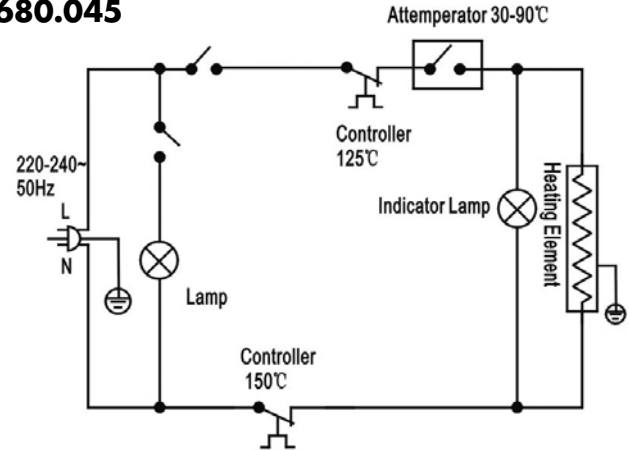 680.045
Attemperator 30-90℃
Controller
125℃
220-240~
50Hz
L
N
Indicator Lamp
Heating Element
Lamp
Controller
150℃